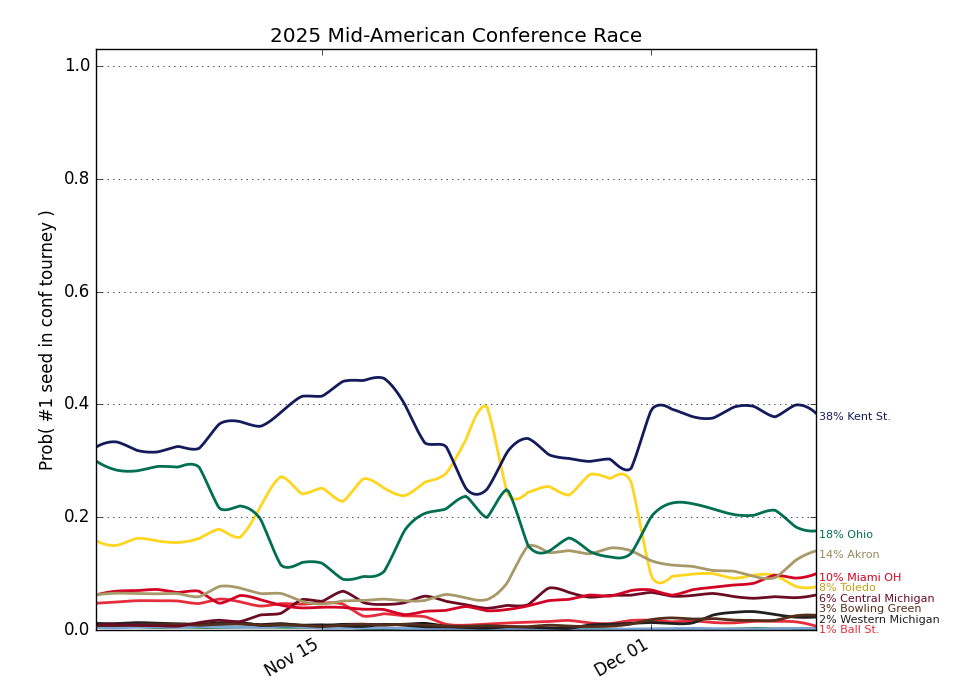 2025 Mid-American Conference Race
Prob( #1 seed in conf tourney )
1.0
0.8
0.6
0.4
0.2
0.0
Nov 15
Dec 01
38% Kent St.
18% Ohio
14% Akron
10% Miami OH
8% Toledo
6% Central Michigan
3% Bowling Green
2% Western Michigan
1% Ball St.